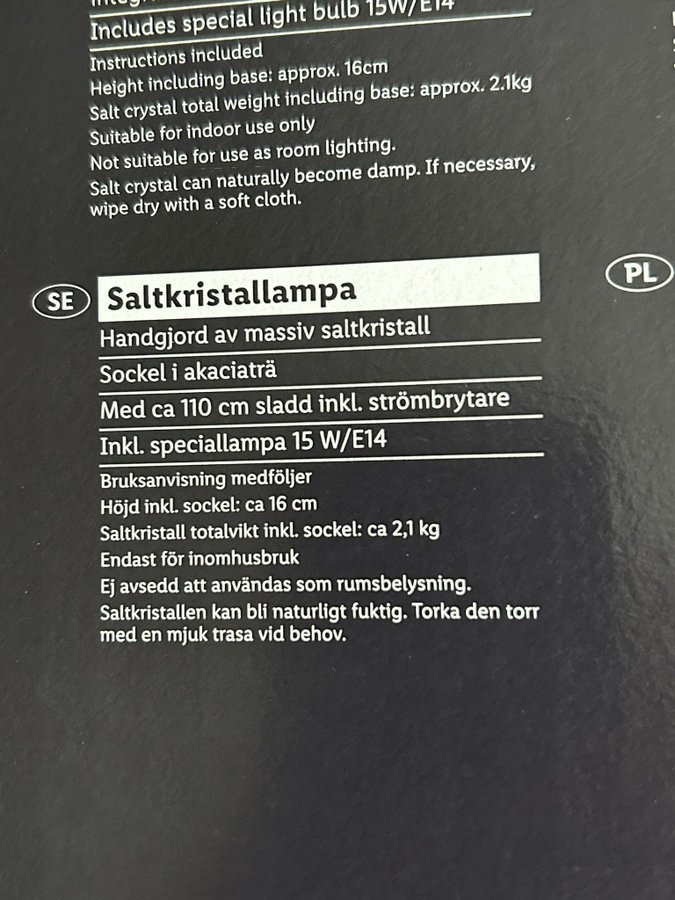 Includes special light bulb 15W/E14
Instructions included
Height including base: approx. 16cm
Salt crystal total weight including base: approx. 2.1kg
Suitable for indoor use only
Not suitable for use as room lighting.
Salt crystal can naturally become damp. If necessary,
wipe dry with a soft cloth.
SE
Saltkristallampa
PL
Handgjord av massiv saltkristall
Sockel i akaciaträ
Med ca 110 cm sladd inkl. strömbrytare
Inkl. speciallampa 15 W/E14
Bruksanvisning medföljer
Höjd inkl. sockel: ca 16 cm
Saltkristall totalvikt inkl. sockel: ca 2,1 kg
Endast för inomhusbruk
Ej avsedd att användas som rumsbelysning.
Saltkristallen kan bli naturligt fuktig. Torka den torr
med en mjuk trasa vid behov.